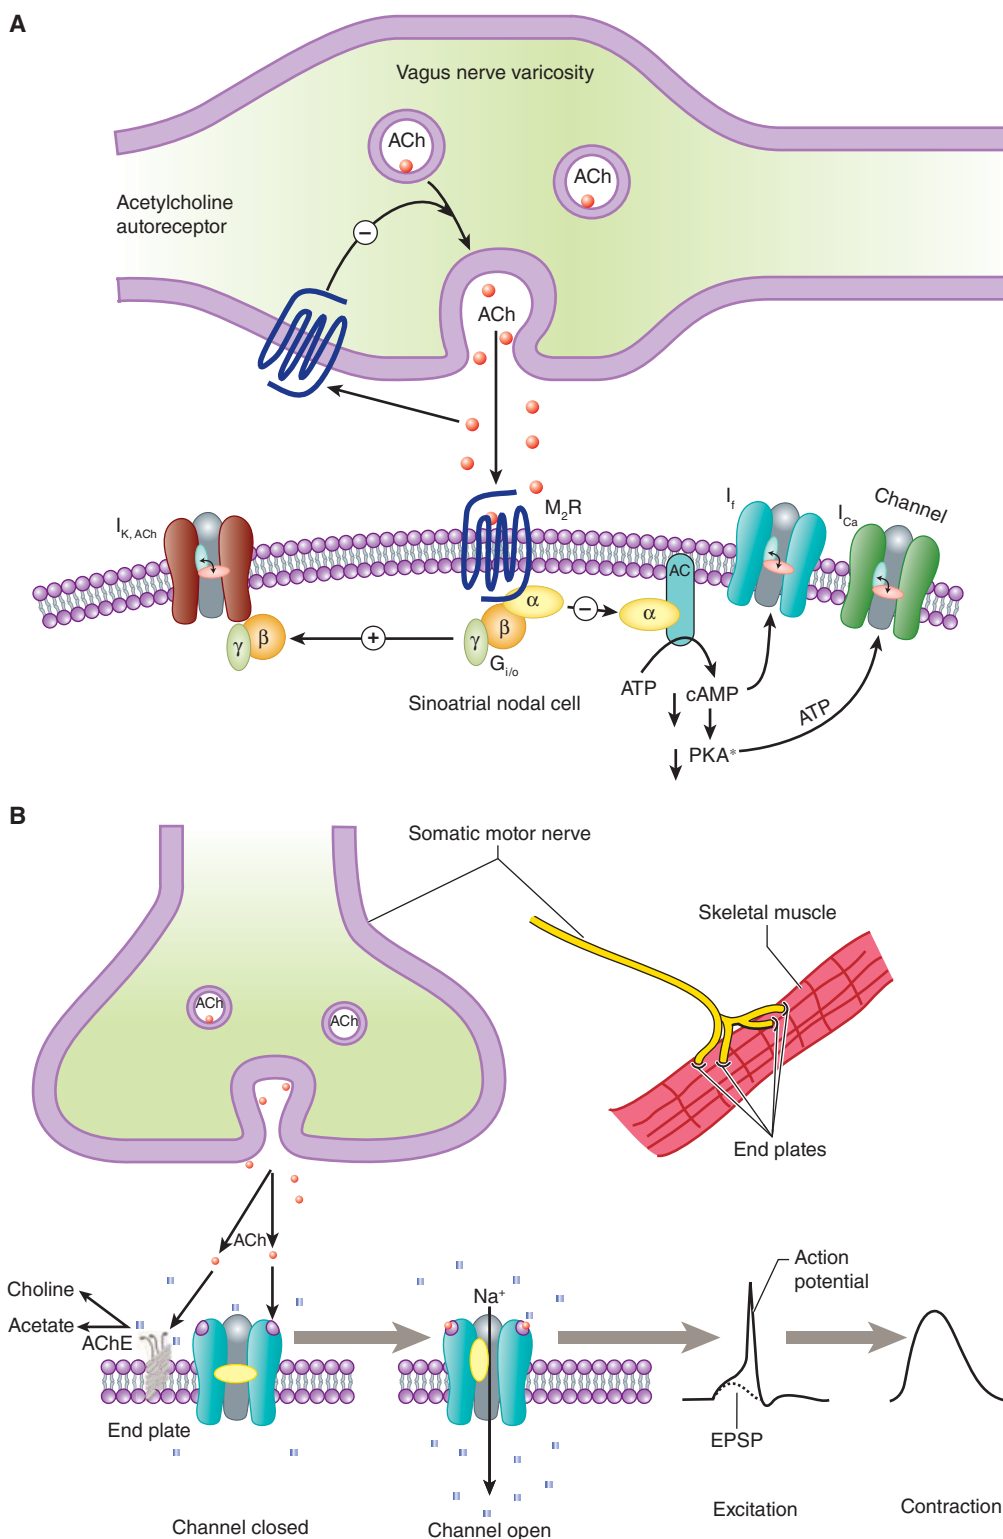 A
Vagus nerve varicosity
ACh
ACh
Acetylcholine
autoreceptor
−
ACh
M2R
IK, ACh
If
ICa
Channel
AC
α
−
α
β
γ
+
β
γ
Gi/o
ATP
cAMP
Sinoatrial nodal cell
ATP
PKA*
B
Somatic motor nerve
Skeletal muscle
ACh
ACh
End plates
ACh
Action
potential
Choline
Na+
Acetate
AChE
End plate
EPSP
Excitation
Contraction
Channel closed
Channel open